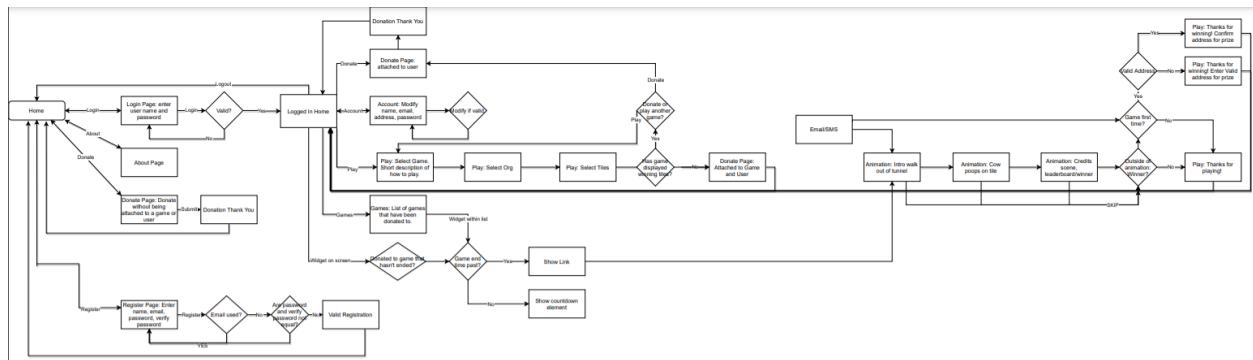 Donation Thank You
Donate
Donate Page:
attached to user
Logout
Home
Login
Login Page: enter
user name and
password
Login
Valid?
Yes
No
Logged In Home
Account
Account: Modify
name, email,
address, password
Modify if valid
Donate
Donate or
play another
game?
Play
Yes
About
About Page
Donate
Donate Page: Donate
without being
attached to a game or
user
Submit
Donation Thank You
Play
Play: Select Game.
Short description of
how to play.
Play: Select Org
Play: Select Tiles
Has game
displayed
winning tiles?
No
Donate Page:
Attached to Game
and User
Games
Games: List of games
that have been
donated to.
Widget within list
Widget on screen
Donated to game that
hasn't ended?
Game end
time past?
Yes
Show Link
No
Show countdown
element
Register
Register Page: Enter
name, email,
password, verify
password
Register
Email used?
No
Are password
and verify
password not
equal?
No
Valid Registration
Yes
Email/SMS
Animation: Intro walk
out of tunnel
Animation: Cow
poops on tile
Animation: Credits
scene,
leaderboard/winner
Outside of
animation:
Winner?
No
Play: Thanks for
playing!
SKIP
Game first
time?
No
Yes
Valid Address
Yes
Play: Thanks for
winning! Confirm
address for prize
No
Play: Thanks for
winning! Enter Valid
address for prize